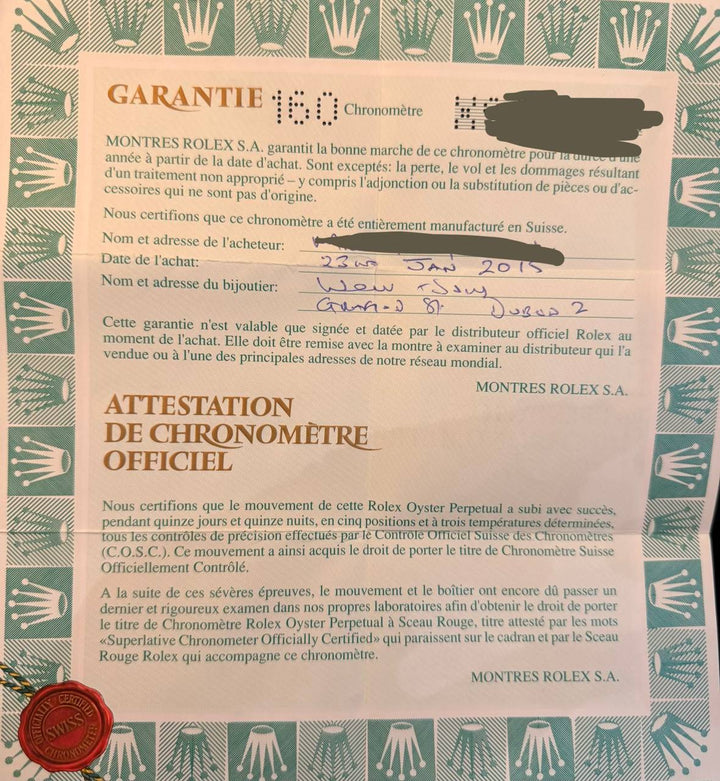 GARANTIE 160 Chronomètre
MONTRES ROLEX S.A. garantit la bonne marche de ce chronomètre pour la durée d'une
année à partir de la date d'achat. Sont exceptés: la perte, le vol et les dommages résultant
d'un traitement non approprié – y compris l'adjonction ou la substitution de pièces ou d'ac-
cessoires qui ne sont pas d'origine.
Nous certifions que ce chronomètre a été entièrement manufacturé en Suisse.
Nom et adresse de l'acheteur:
Date de l'achat: 23RD JAN 2015
Nom et adresse du bijoutier: Weir + Sons
Grafton St. Dublin 2
Cette garantie n'est valable que signée et datée par le distributeur officiel Rolex au
moment de l'achat. Elle doit être remise avec la montre à examiner au distributeur qui l'a
vendue ou à l'une des principales adresses de notre réseau mondial.
MONTRES ROLEX S.A.
ATTESTATION
DE CHRONOMÈTRE
OFFICIEL
Nous certifions que le mouvement de cette Rolex Oyster Perpetual a subi avec succès,
pendant quinze jours et quinze nuits, en cinq positions et à trois températures déterminées,
tous les contrôles de précision effectués par le Contrôle Officiel Suisse des Chronomètres
(C.O.S.C.). Ce mouvement a ainsi acquis le droit de porter le titre de Chronomètre Suisse
Officiellement Contrôlé.
A la suite de ces sévères épreuves, le mouvement et le boîtier ont encore dû passer un
dernier et rigoureux examen dans nos propres laboratoires afin d'obtenir le droit de porter
le titre de Chronomètre Rolex Oyster Perpetual à Sceau Rouge, titre attesté par les mots
«Superlative Chronometer Officially Certified» qui paraissent sur le cadran et par le Sceau
Rouge Rolex qui accompagne ce chronomètre.
MONTRES ROLEX S.A.
OFFICIALLY CERTIFIED
SWISS
CHRONOMETER